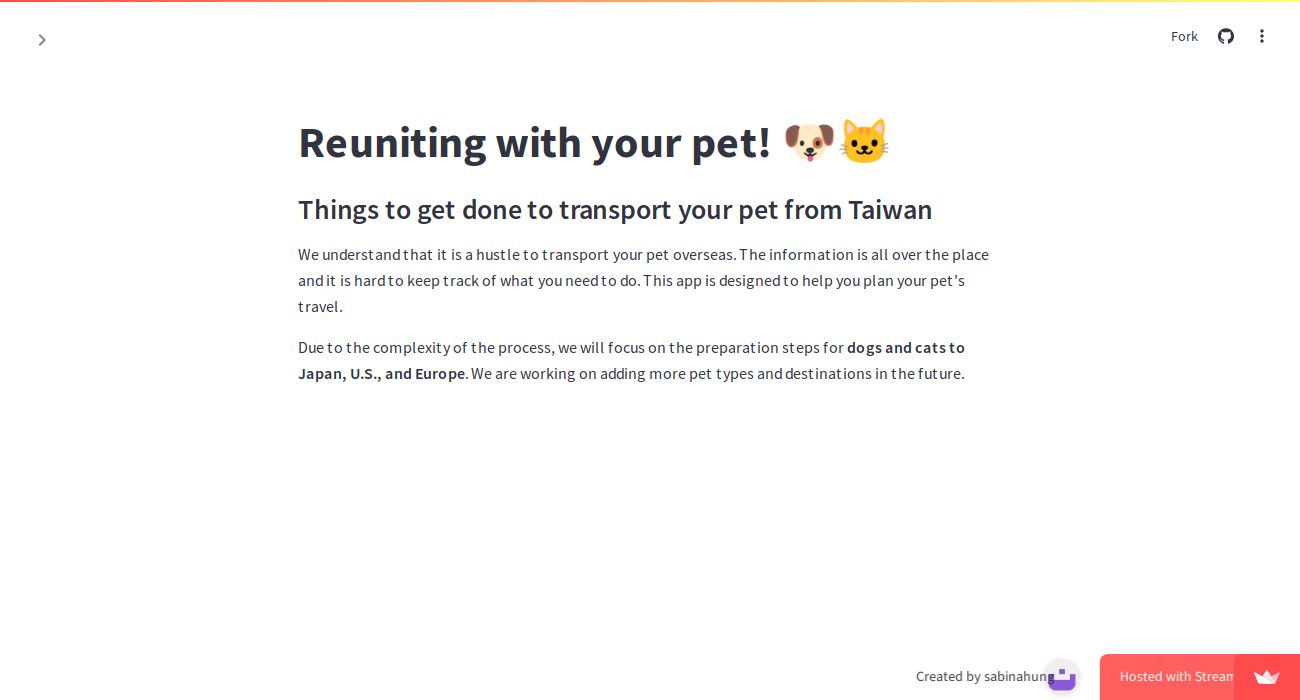 Fork
Reuniting with your pet! 🐶🐱
Things to get done to transport your pet from Taiwan
We understand that it is a hustle to transport your pet overseas. The information is all over the place
and it is hard to keep track of what you need to do. This app is designed to help you plan your pet's
travel.
Due to the complexity of the process, we will focus on the preparation steps for dogs and cats to
Japan, U.S., and Europe. We are working on adding more pet types and destinations in the future.
Created by sabinahung
Hosted with Stream